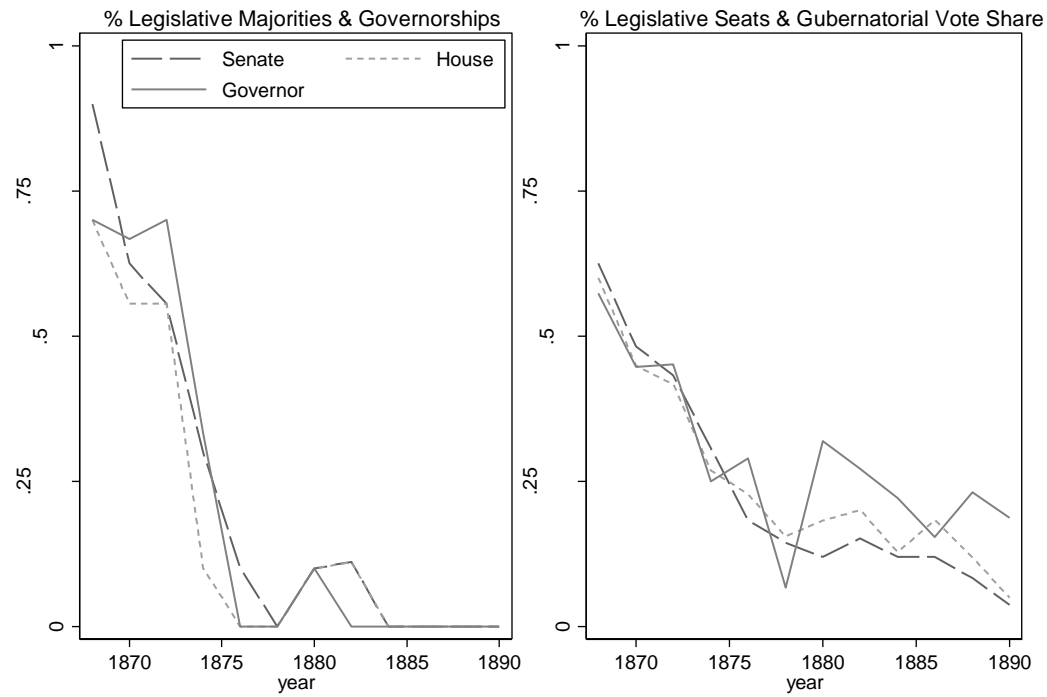 % Legislative Majorities & Governorships
Senate
House
Governor
1
.75
.5
.25
0
1870 1875 1880 1885 1890
year
% Legislative Seats & Gubernatorial Vote Share
1
.75
.5
.25
0
1870 1875 1880 1885 1890
year